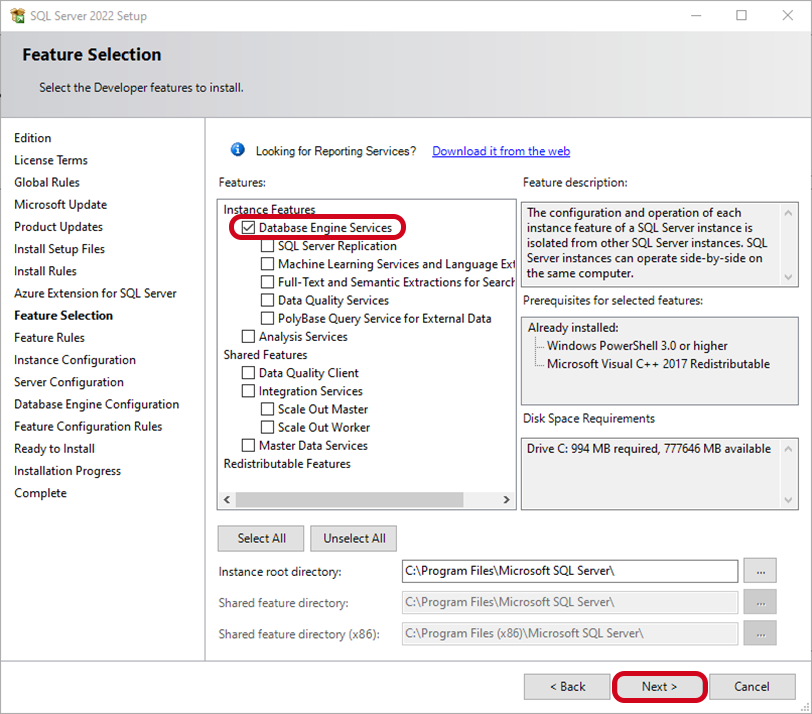 SQL Server 2022 Setup
Feature Selection
Select the Developer features to install.
Edition
License Terms
Global Rules
Microsoft Update
Product Updates
Install Setup Files
Install Rules
Azure Extension for SQL Server
Feature Selection
Feature Rules
Instance Configuration
Server Configuration
Database Engine Configuration
Feature Configuration Rules
Ready to Install
Installation Progress
Complete
Looking for Reporting Services? Download it from the web
Features:
Instance Features
Database Engine Services
SQL Server Replication
Machine Learning Services and Language Ext
Full-Text and Semantic Extractions for Search
Data Quality Services
PolyBase Query Service for External Data
Analysis Services
Shared Features
Data Quality Client
Integration Services
Scale Out Master
Scale Out Worker
Master Data Services
Redistributable Features
Feature description:
The configuration and operation of each
instance feature of a SQL Server instance is
isolated from other SQL Server instances. SQL
Server instances can operate side-by-side on
the same computer.
Prerequisites for selected features:
Already installed:
Windows PowerShell 3.0 or higher
Microsoft Visual C++ 2017 Redistributable
Disk Space Requirements
Drive C: 994 MB required, 777646 MB available
Select All
Unselect All
Instance root directory: C:\Program Files\Microsoft SQL Server\ ...
Shared feature directory: C:\Program Files\Microsoft SQL Server\ ...
Shared feature directory (x86): C:\Program Files (x86)\Microsoft SQL Server\ ...
< Back
Next >
Cancel